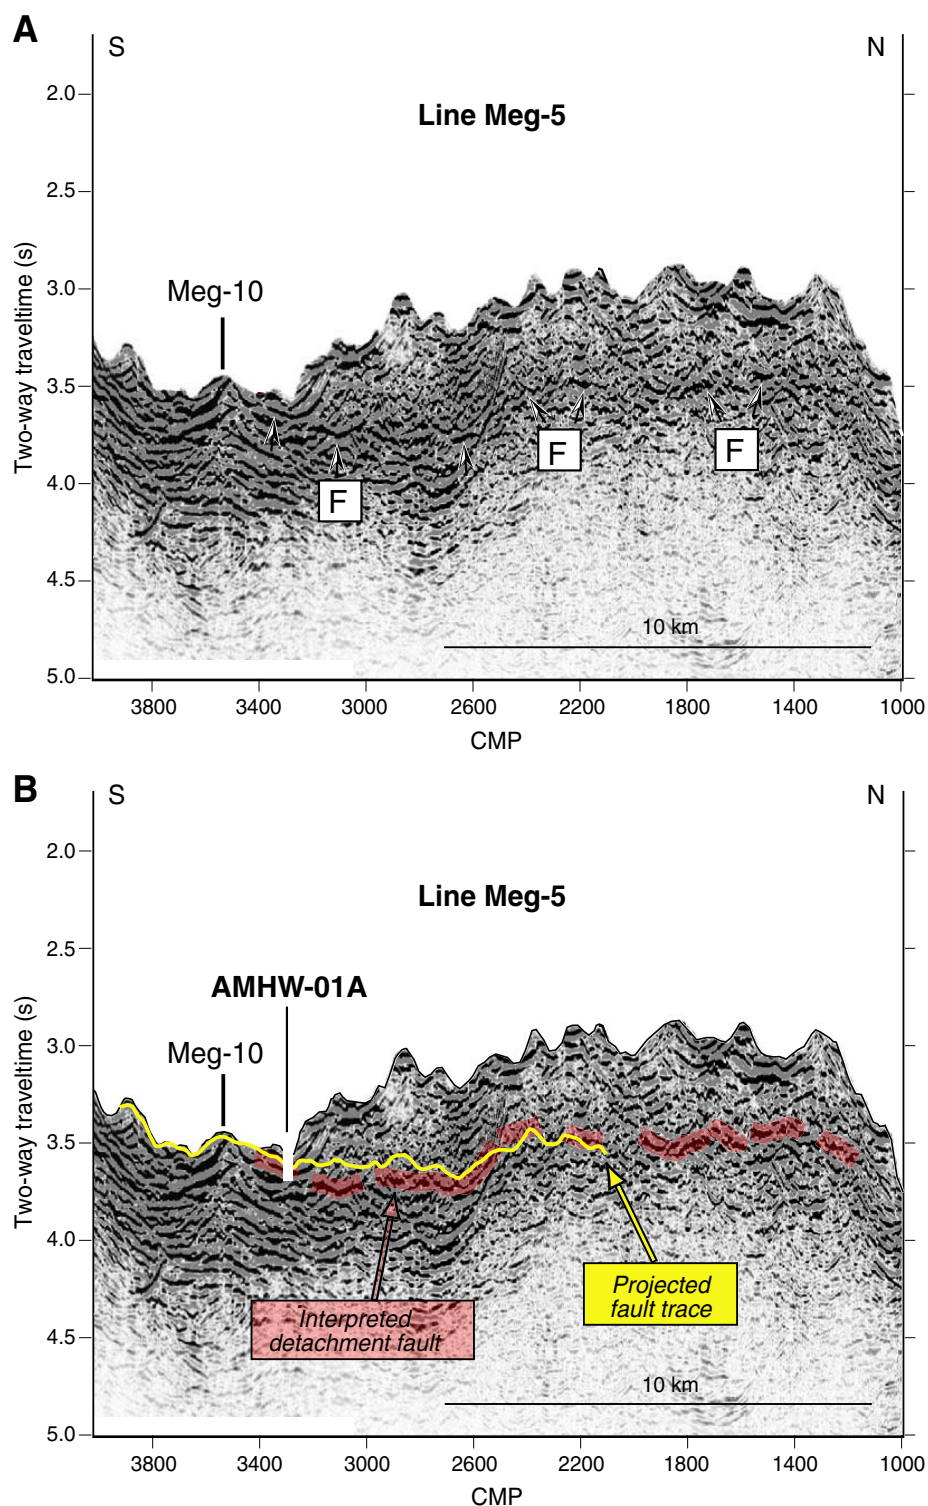 A
S
N
Line Meg-5
2.0
2.5
3.0
3.5
4.0
4.5
5.0
Two-way traveltime (s)
Meg-10
F
F
F
10 km
3800 3400 3000 2600 2200 1800 1400 1000
CMP
B
S
N
Line Meg-5
2.0
2.5
3.0
3.5
4.0
4.5
5.0
Two-way traveltime (s)
AMHW-01A
Meg-10
Projected
fault trace
Interpreted
detachment fault
10 km
3800 3400 3000 2600 2200 1800 1400 1000
CMP